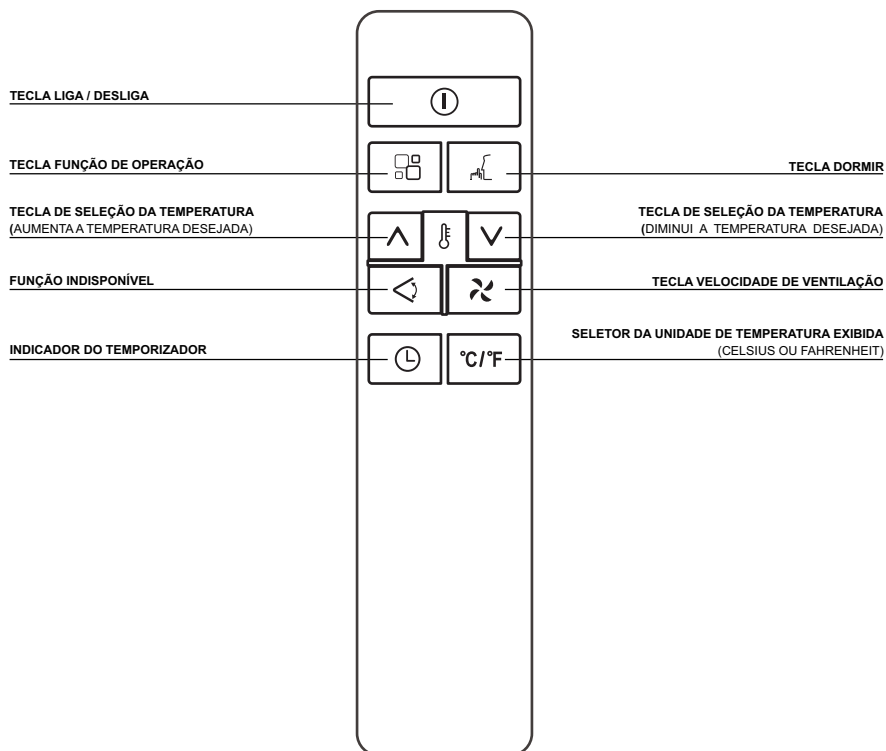 TECLA LIGA / DESLIGA
TECLA FUNÇÃO DE OPERAÇÃO
TECLA DORMIR
TECLA DE SELEÇÃO DA TEMPERATURA
(AUMENTA A TEMPERATURA DESEJADA)
TECLA DE SELEÇÃO DA TEMPERATURA
(DIMINUI A TEMPERATURA DESEJADA)
FUNÇÃO INDISPONÍVEL
TECLA VELOCIDADE DE VENTILAÇÃO
INDICADOR DO TEMPORIZADOR
°C/°F
SELETOR DA UNIDADE DE TEMPERATURA EXIBIDA
(CELSIUS OU FAHRENHEIT)